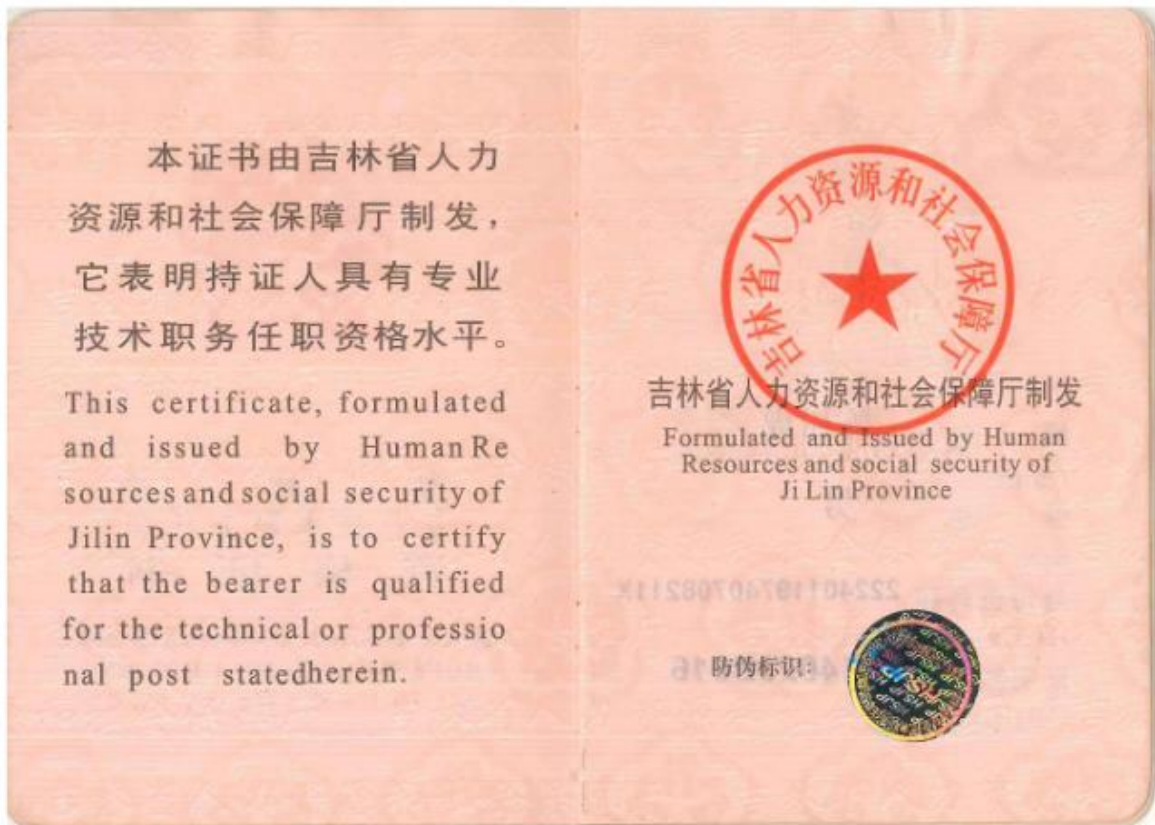 本证书由吉林省人力
资源和社会保障厅制发，
它表明持证人具有专业
技术职务任职资格水平。
This certificate, formulated
and issued by Human Re
sources and social security of
Jilin Province, is to certify
that the bearer is qualified
for the technical or professio
nal post statedherein.
吉林省人力资源和社会保障厅
吉林省人力资源和社会保障厅制发
Formulated and Issued by Human
Resources and social security of
Ji Lin Province
防伪标识：